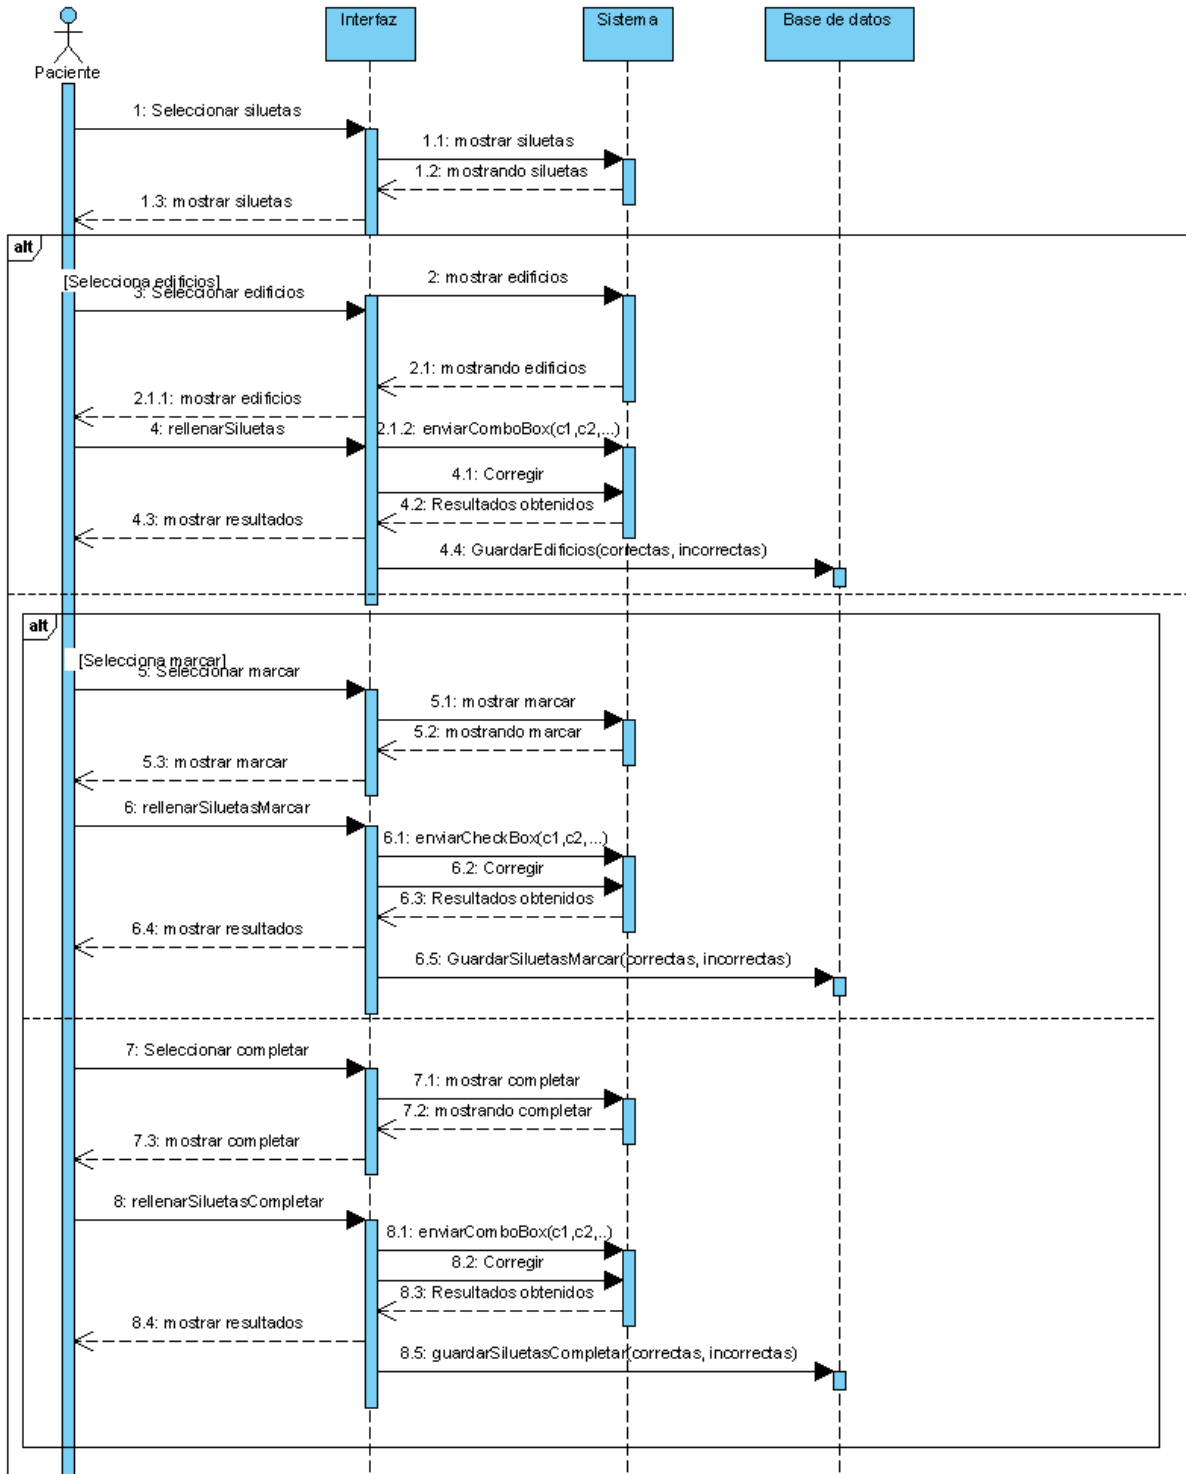 Paciente
Interfaz
Sistema
Base de datos
1: Seleccionar siluetas
1.1: mostrar siluetas
1.2: mostrando siluetas
1.3: mostrar siluetas
alt
[Selecciona edificios]
2: mostrar edificios
3: Seleccionar edificios
2.1: mostrando edificios
2.1.1: mostrar edificios
4: rellenarSiluetas
2.1.2: enviarComboBox(c1,c2,...)
4.1: Corregir
4.2: Resultados obtenidos
4.3: mostrar resultados
4.4: GuardarEdificios(correctas, incorrectas)
alt
[Selecciona marcar]
5: Seleccionar marcar
5.1: mostrar marcar
5.2: mostrando marcar
5.3: mostrar marcar
6: rellenarSiluetasMarcar
6.1: enviarCheckBox(c1,c2,...)
6.2: Corregir
6.3: Resultados obtenidos
6.4: mostrar resultados
6.5: GuardarSiluetasMarcar(correctas, incorrectas)
7: Seleccionar completar
7.1: mostrar completar
7.2: mostrando completar
7.3: mostrar completar
8: rellenarSiluetasCompletar
8.1: enviarComboBox(c1,c2,..)
8.2: Corregir
8.3: Resultados obtenidos
8.4: mostrar resultados
8.5: guardarSiluetasCompletar(correctas, incorrectas)